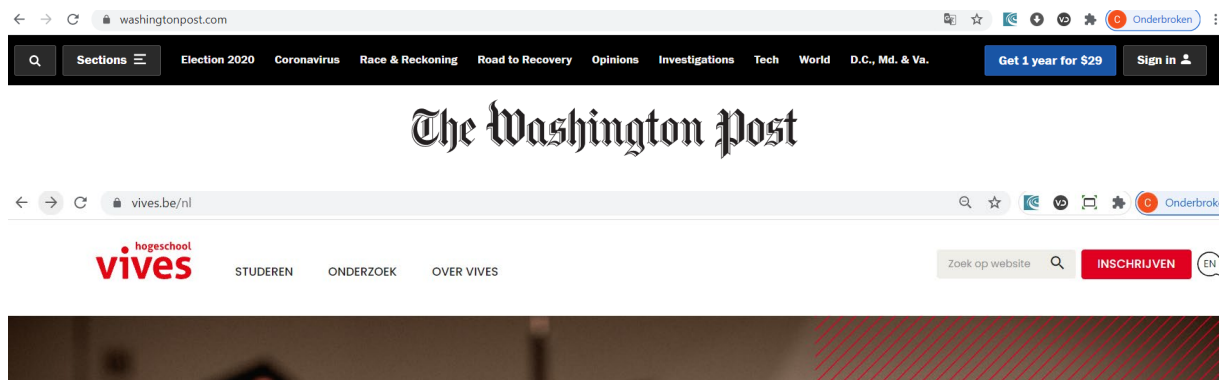 washingtonpost.com C Onderbroken
Sections Election 2020 Coronavirus Race & Reckoning Road to Recovery Opinions Investigations Tech World D.C., Md. & Va. Get 1 year for $29 Sign in
The Washington Post
vives.be/nl C Onderbroke
hogeschool
vives STUDEREN ONDERZOEK OVER VIVES Zoek op website INSCHRIJVEN EN